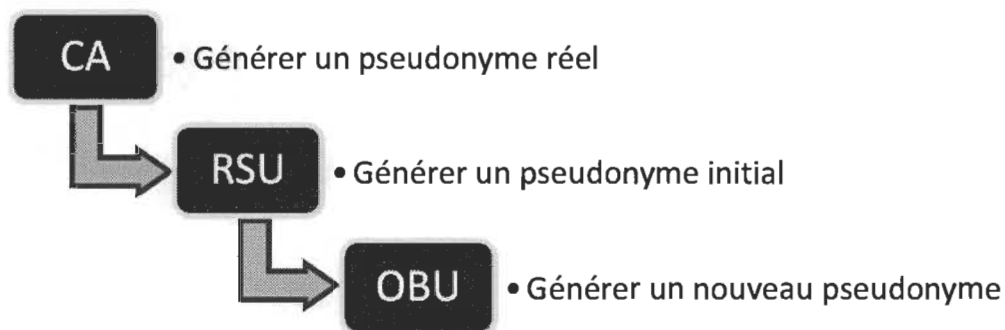 CA • Générer un pseudonyme réel
RSU • Générer un pseudonyme initial
OBU • Générer un nouveau pseudonyme